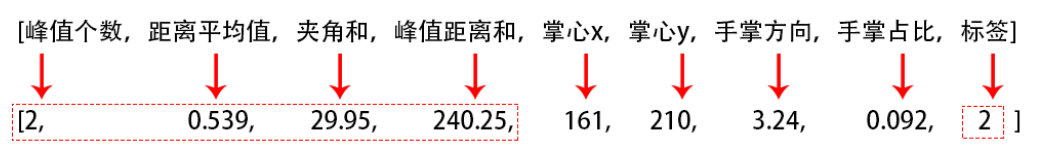 [峰值个数, 距离平均值, 夹角和, 峰值距离和, 掌心x, 掌心y, 手掌方向, 手掌占比, 标签]
[2, 0.539, 29.95, 240.25, 161, 210, 3.24, 0.092, 2 ]